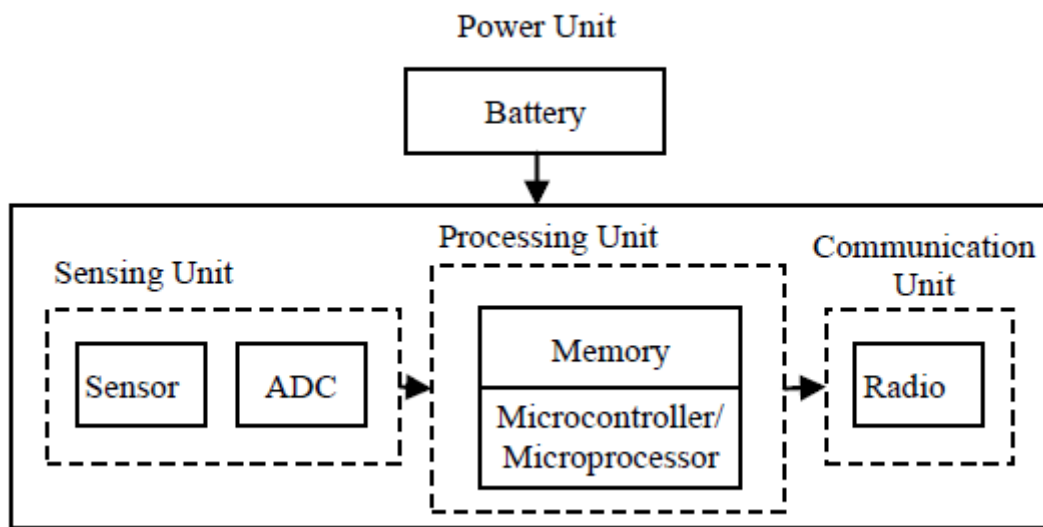 Power Unit
Battery
Processing Unit
Communication
Unit
Sensing Unit
Sensor
ADC
Memory
Microcontroller/
Microprocessor
Radio